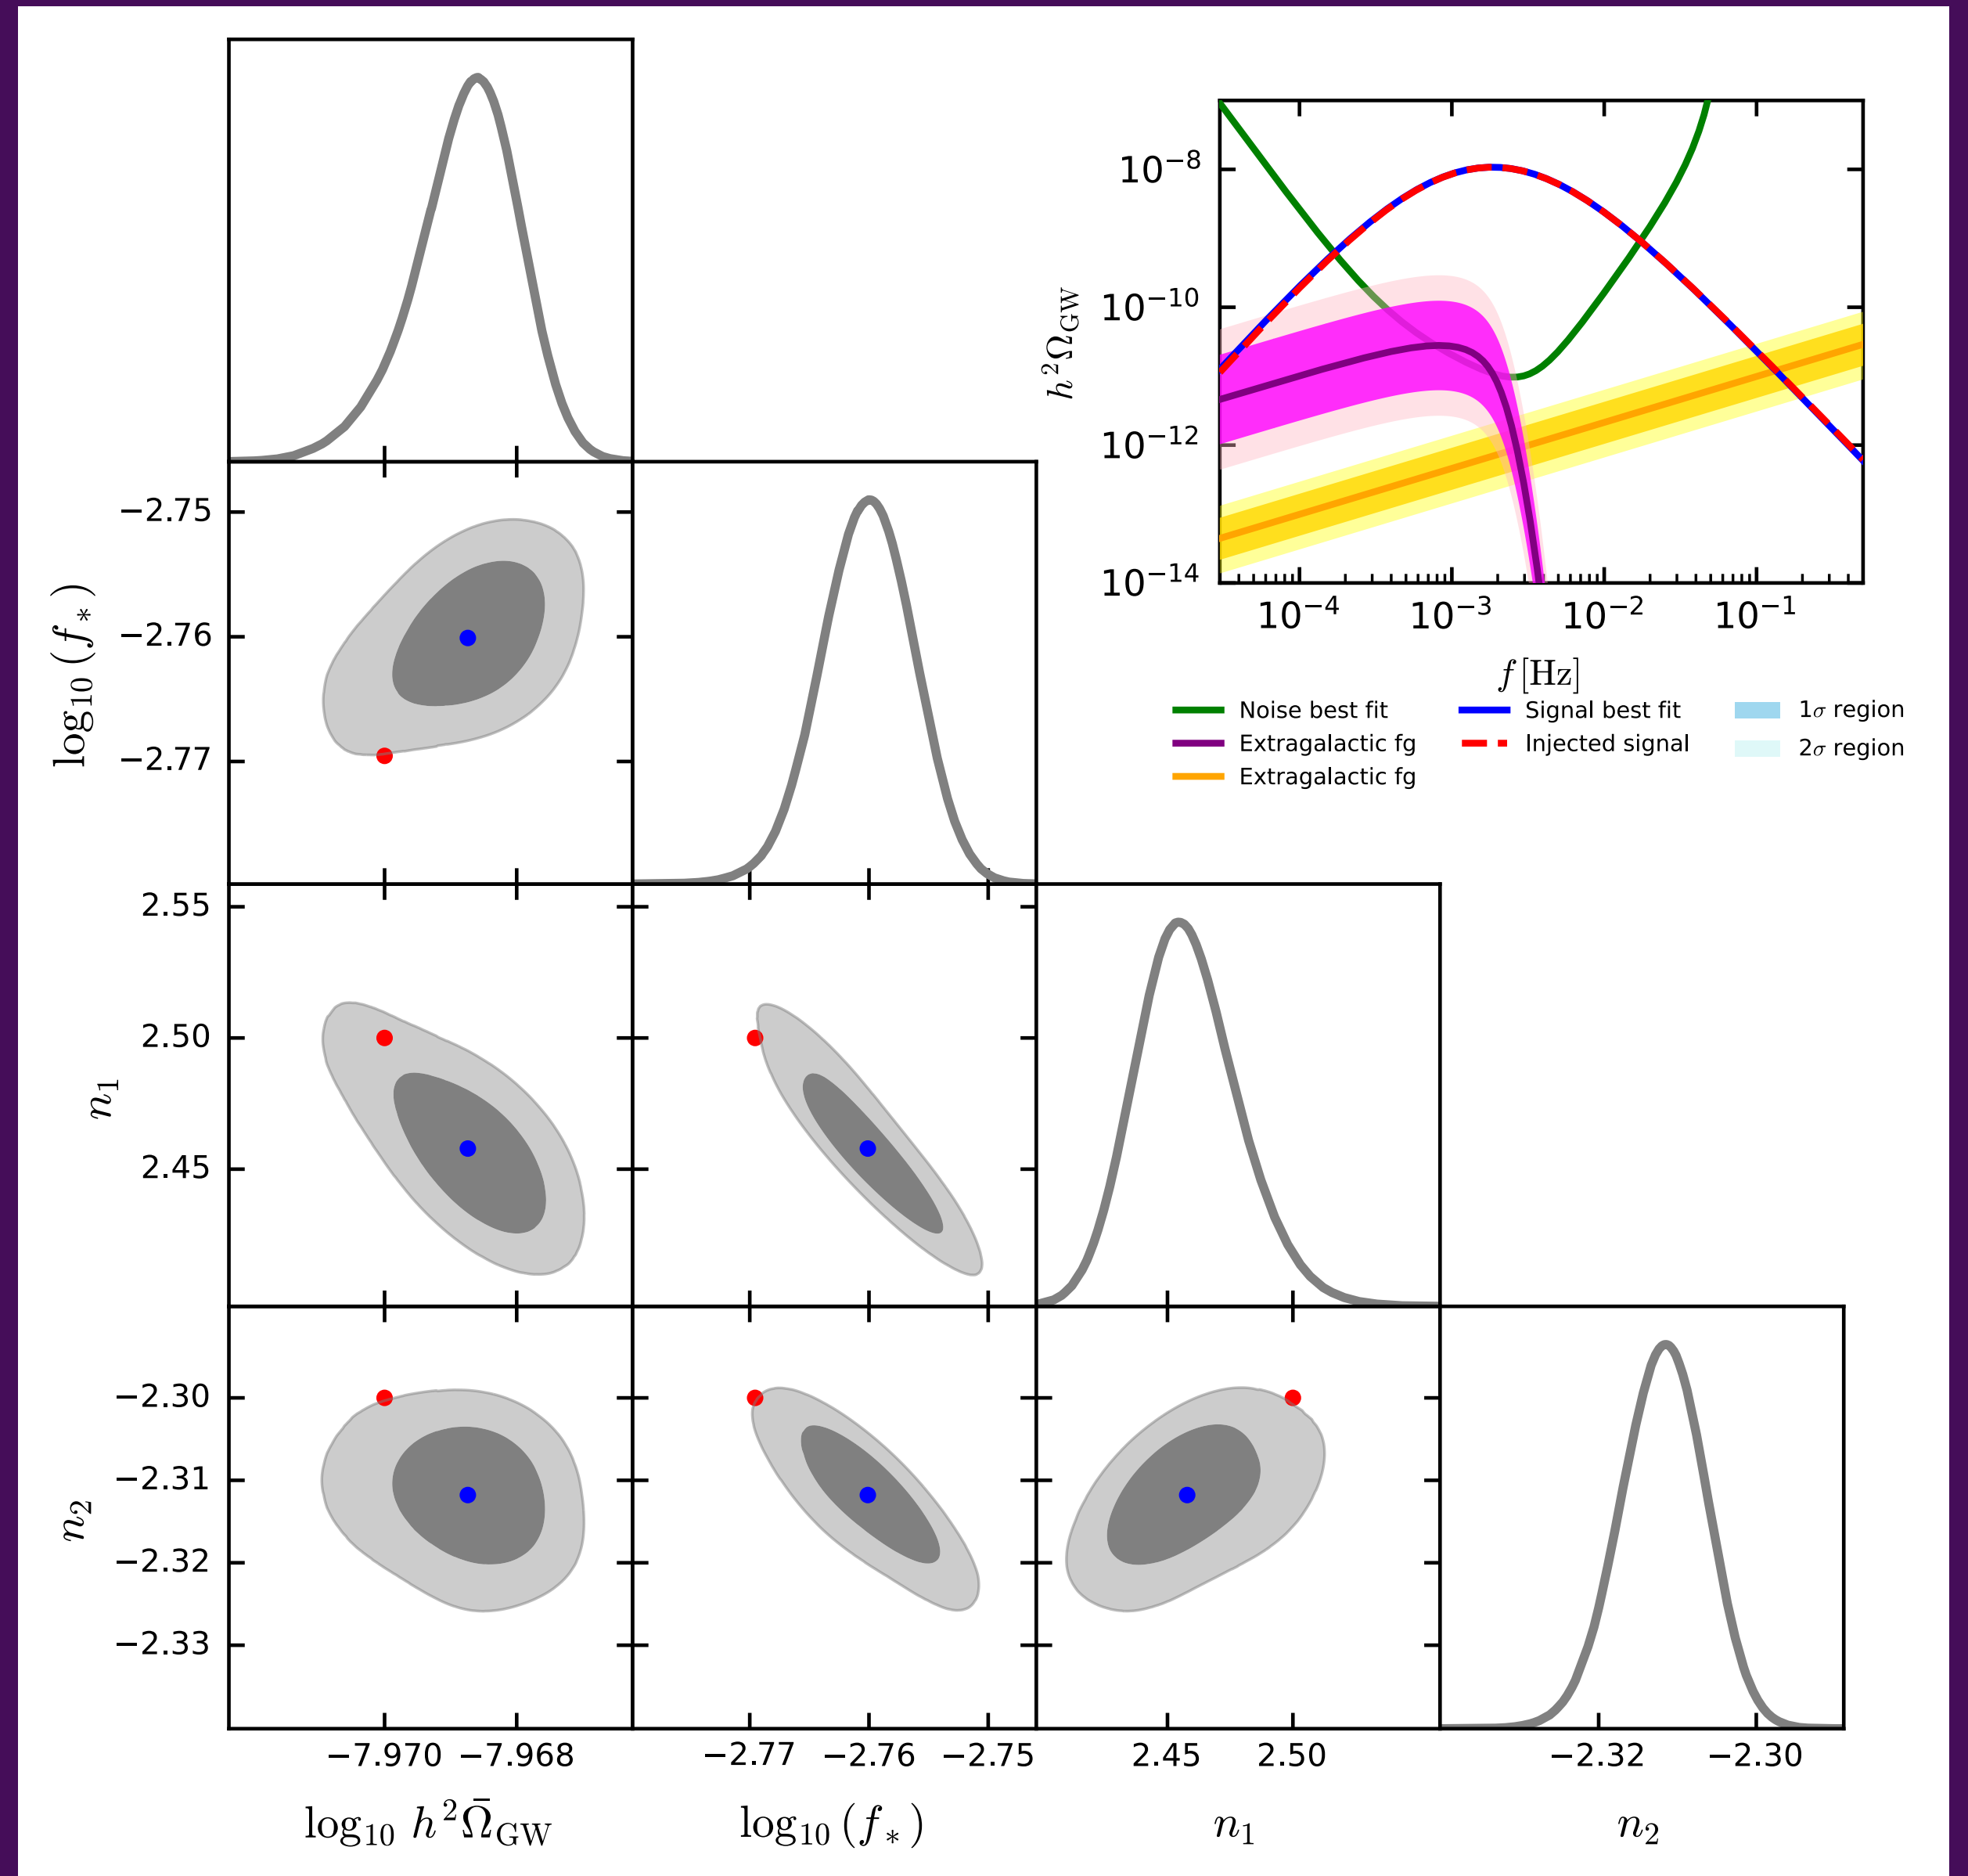 10⁻⁸
10⁻¹⁰
10⁻¹²
10⁻¹⁴
h²Ω_GW
10⁻⁴ 10⁻³ 10⁻² 10⁻¹
f [Hz]
Noise best fit
Extragalactic fg
Extragalactic fg
Signal best fit
Injected signal
1σ region
2σ region
−2.75
−2.76
−2.77
log₁₀ (f_*)
2.55
2.50
2.45
n₁
−2.30
−2.31
−2.32
−2.33
n₂
−7.970 −7.968
−2.77 −2.76 −2.75
2.45 2.50
−2.32 −2.30
log₁₀ h²Ω̄_GW
log₁₀ (f_*)
n₁
n₂